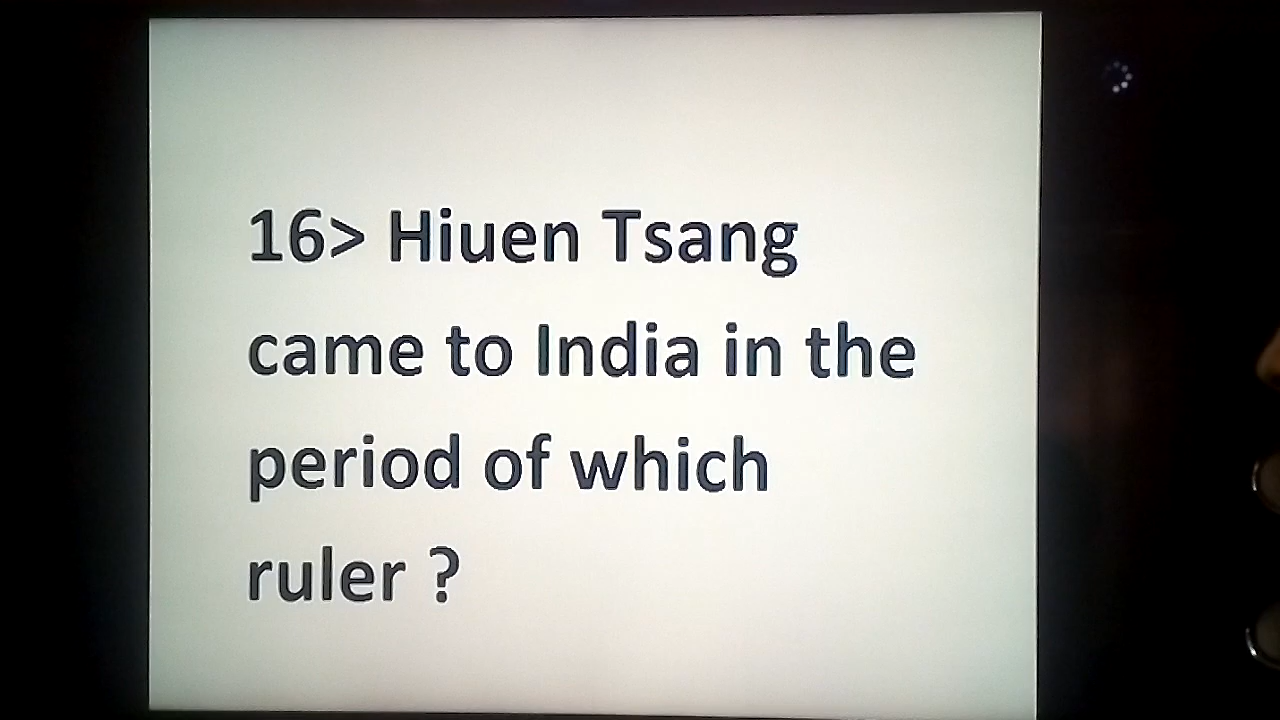 16> Hiuen Tsang
came to India in the
period of which
ruler ?